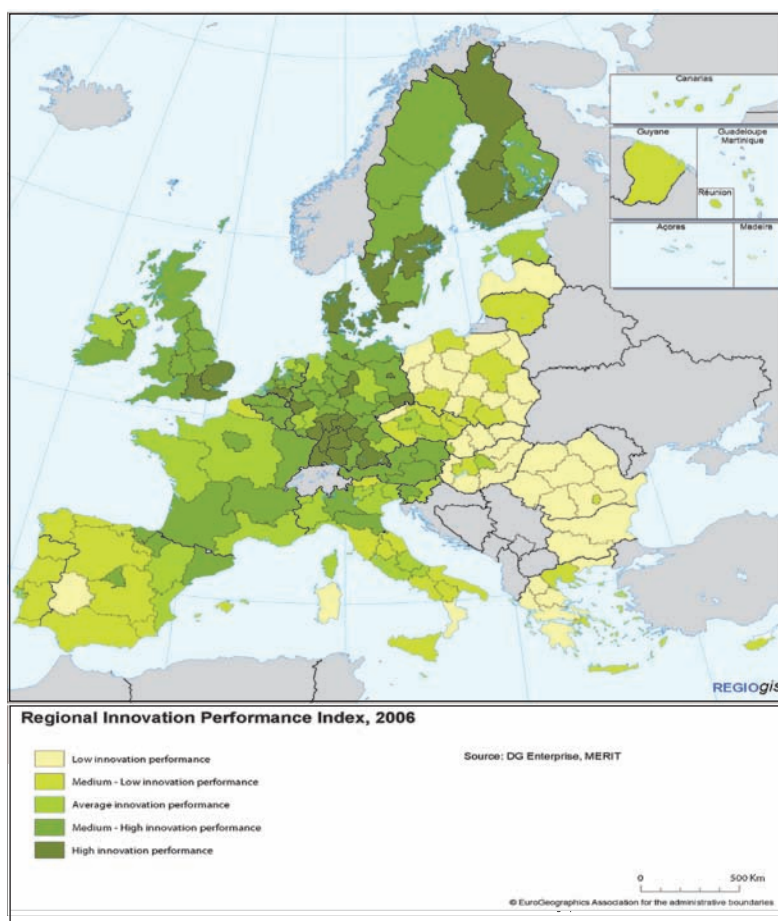 Canarias
Guyane
Guadeloupe
Martinique
Réunion
Açores
Madeira
REGIOgis
Regional Innovation Performance Index, 2006
Low innovation performance
Source: DG Enterprise, MERIT
Medium - Low innovation performance
Average innovation performance
Medium - High innovation performance
High innovation performance
0 500 Km
© EuroGeographics Association for the administrative boundaries